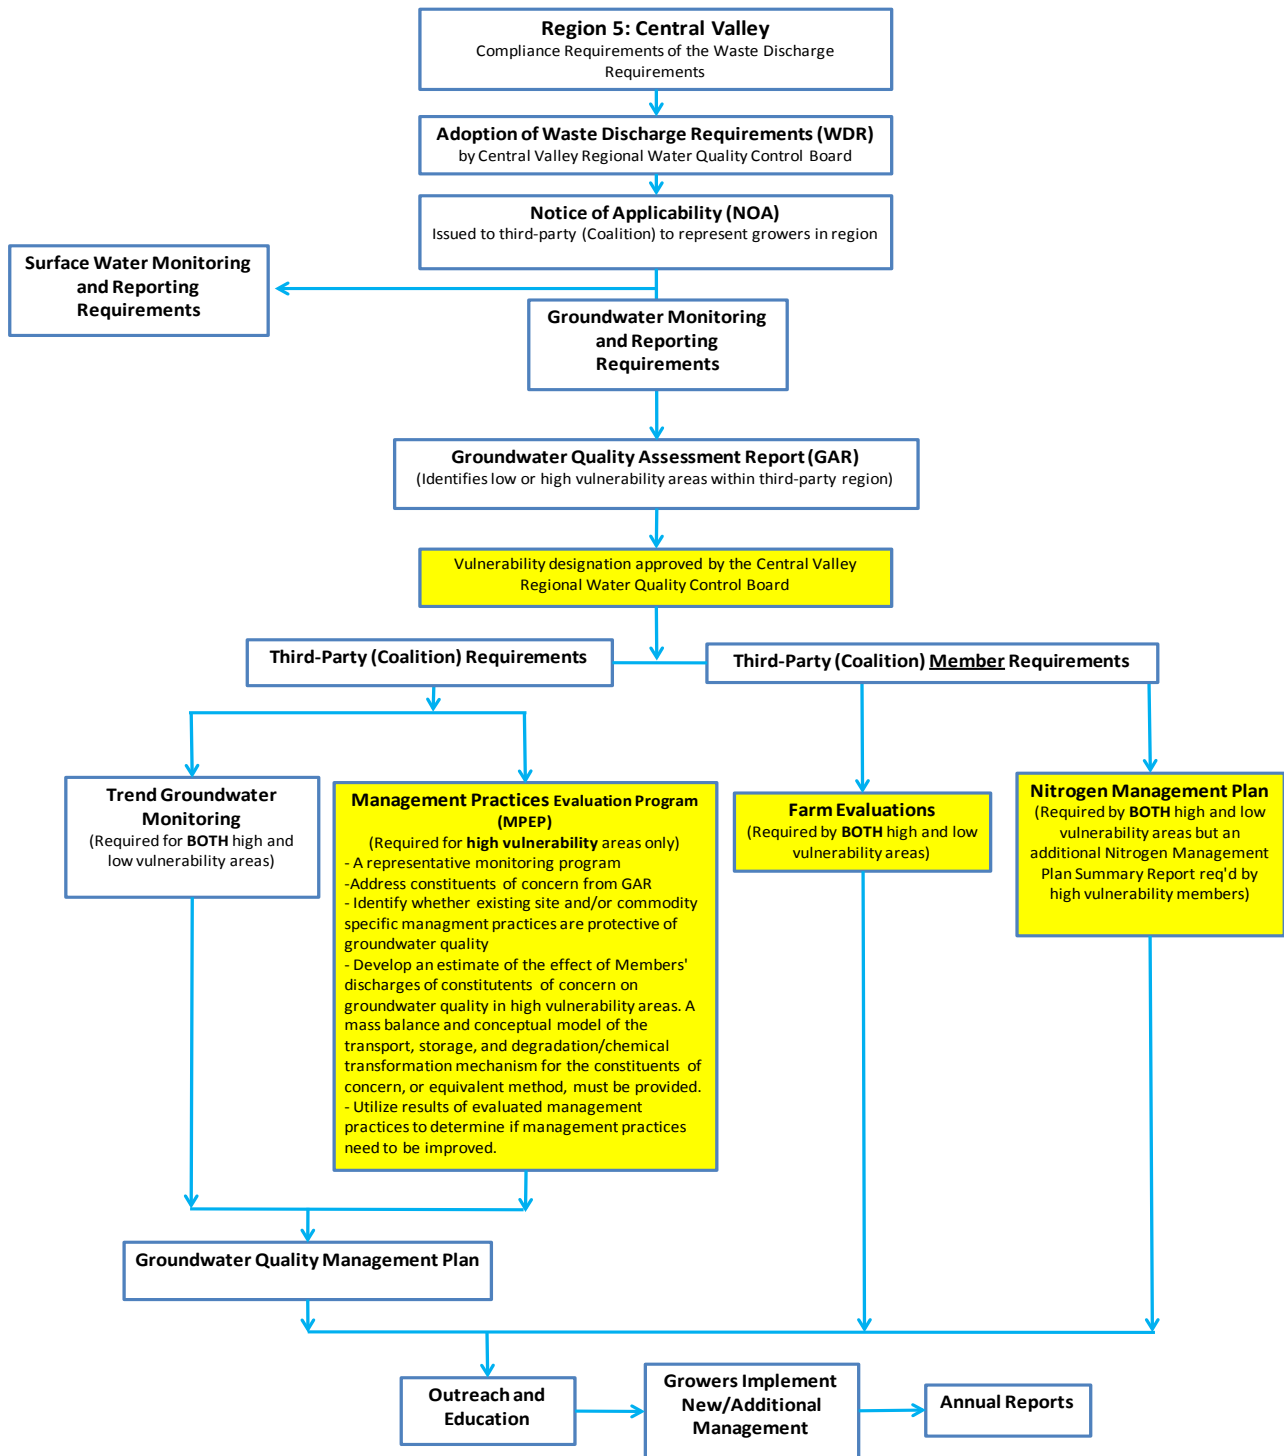 Region 5: Central Valley
Compliance Requirements of the Waste Discharge
Requirements
Adoption of Waste Discharge Requirements (WDR)
by Central Valley Regional Water Quality Control Board
Notice of Applicability (NOA)
Issued to third-party (Coalition) to represent growers in region
Surface Water Monitoring
and Reporting
Requirements
Groundwater Monitoring
and Reporting
Requirements
Groundwater Quality Assessment Report (GAR)
(Identifies low or high vulnerability areas within third-party region)
Vulnerability designation approved by the Central Valley
Regional Water Quality Control Board
Third-Party (Coalition) Requirements
Third-Party (Coalition) Member Requirements
Trend Groundwater
Monitoring
(Required for BOTH high and
low vulnerability areas)
Management Practices Evaluation Program
(MPEP)
(Required for high vulnerability areas only)
- A representative monitoring program
-Address constituents of concern from GAR
- Identify whether existing site and/or commodity
specific managment practices are protective of
groundwater quality
- Develop an estimate of the effect of Members'
discharges of constitutents of concern on
groundwater quality in high vulnerability areas. A
mass balance and conceptual model of the
transport, storage, and degradation/chemical
transformation mechanism for the constituents of
concern, or equivalent method, must be provided.
- Utilize results of evaluated management
practices to determine if management practices
need to be improved.
Farm Evaluations
(Required by BOTH high and low
vulnerability areas)
Nitrogen Management Plan
(Required by BOTH high and low
vulnerability areas but an
additional Nitrogen Management
Plan Summary Report req'd by
high vulnerability members)
Groundwater Quality Management Plan
Outreach and
Education
Growers Implement
New/Additional
Management
Annual Reports